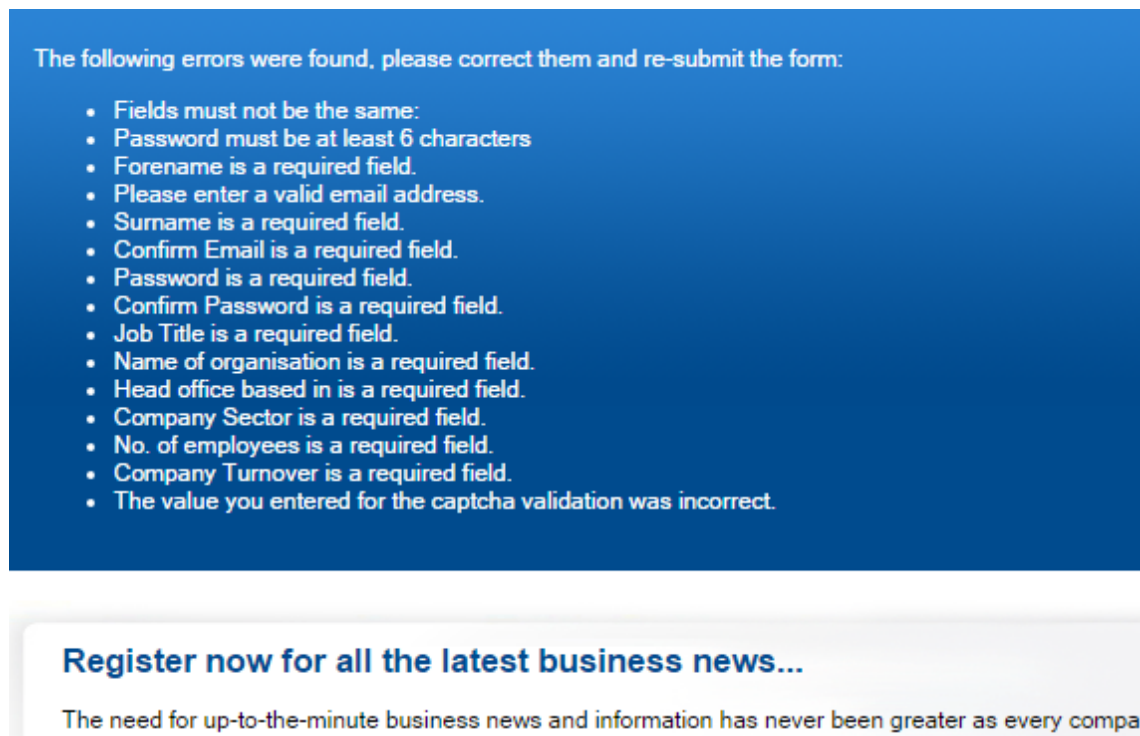 The following errors were found, please correct them and re-submit the form:
Fields must not be the same:
Password must be at least 6 characters
Forename is a required field.
Please enter a valid email address.
Surname is a required field.
Confirm Email is a required field.
Password is a required field.
Confirm Password is a required field.
Job Title is a required field.
Name of organisation is a required field.
Head office based in is a required field.
Company Sector is a required field.
No. of employees is a required field.
Company Turnover is a required field.
The value you entered for the captcha validation was incorrect.
Register now for all the latest business news...
The need for up-to-the-minute business news and information has never been greater as every compa